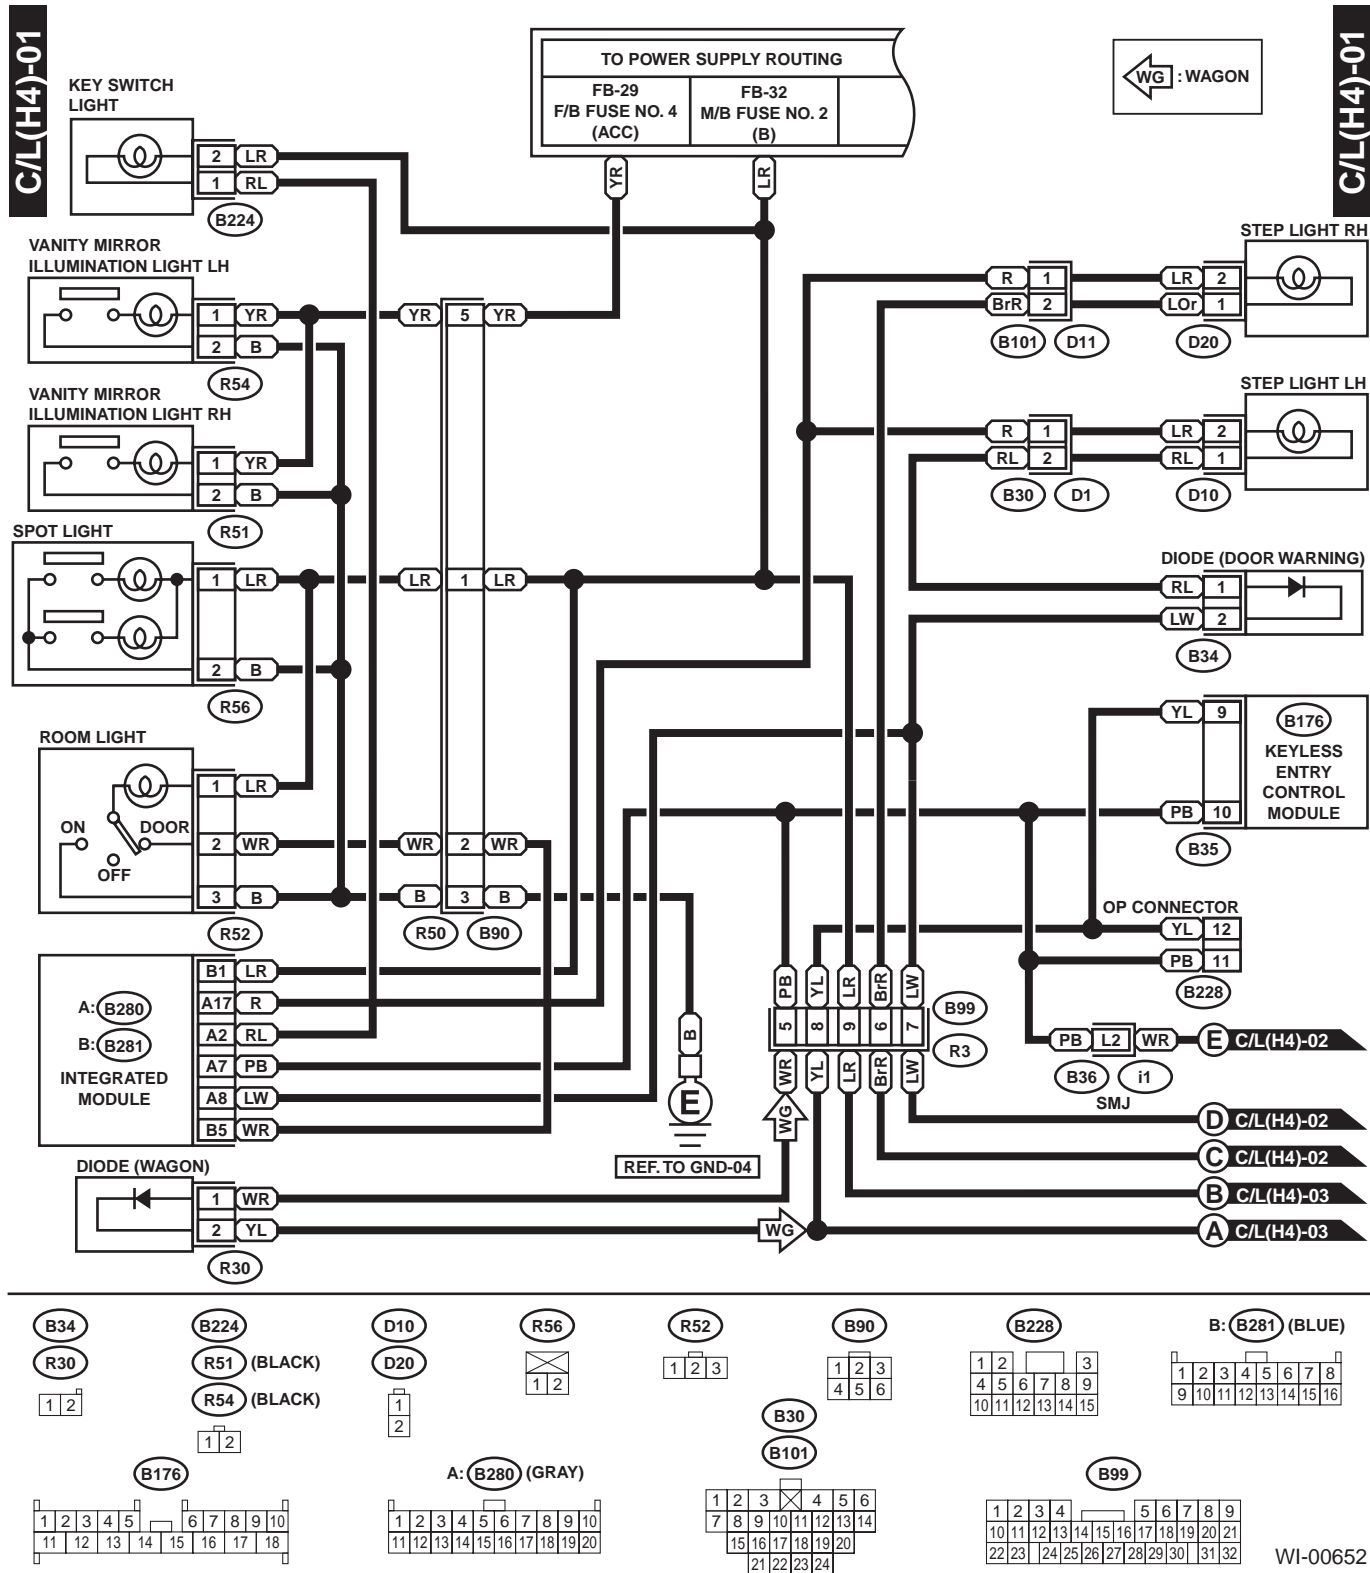 C/L(H4)-01
C/L(H4)-01
TO POWER SUPPLY ROUTING
FB-29
F/B FUSE NO. 4
(ACC)
FB-32
M/B FUSE NO. 2
(B)
WG : WAGON
YR
LR
KEY SWITCH
LIGHT
2 LR
1 RL
B224
VANITY MIRROR
ILLUMINATION LIGHT LH
1 YR
2 B
R54
YR 5 YR
VANITY MIRROR
ILLUMINATION LIGHT RH
1 YR
2 B
R51
SPOT LIGHT
1 LR
2 B
R56
LR 1 LR
ROOM LIGHT
ON
DOOR
OFF
1 LR
2 WR
3 B
R52
WR 2 WR
B 3 B
R50 B90
STEP LIGHT RH
R 1 LR 2
BrR 2 LOr 1
B101 D11 D20
STEP LIGHT LH
R 1 LR 2
RL 2 RL 1
B30 D1 D10
DIODE (DOOR WARNING)
RL 1
LW 2
B34
YL 9
PB 10
B176
KEYLESS
ENTRY
CONTROL
MODULE
B35
OP CONNECTOR
YL 12
PB 11
B228
A: B280
B: B281
INTEGRATED
MODULE
B1 LR
A17 R
A2 RL
A7 PB
A8 LW
B5 WR
B
E
REF. TO GND-04
PB YL LR BrR LW
5 8 9 6 7
WR YL LR BrR LW
B99
R3
WG
PB L2 WR
B36 i1
SMJ
E C/L(H4)-02
D C/L(H4)-02
C C/L(H4)-02
B C/L(H4)-03
A C/L(H4)-03
DIODE (WAGON)
1 WR
2 YL
R30
WG
B34
R30
1 2
B224
R51 (BLACK)
R54 (BLACK)
1 2
D10
D20
1
2
R56
1 2
R52
1 2 3
B90
1 2 3
4 5 6
B228
1 2 3
4 5 6 7 8 9
10 11 12 13 14 15
B: B281 (BLUE)
1 2 3 4 5 6 7 8
9 10 11 12 13 14 15 16
B176
1 2 3 4 5 6 7 8 9 10
11 12 13 14 15 16 17 18
A: B280 (GRAY)
1 2 3 4 5 6 7 8 9 10
11 12 13 14 15 16 17 18 19 20
B30
B101
1 2 3 4 5 6
7 8 9 10 11 12 13 14
15 16 17 18 19 20
21 22 23 24
B99
1 2 3 4 5 6 7 8 9
10 11 12 13 14 15 16 17 18 19 20 21
22 23 24 25 26 27 28 29 30 31 32
WI-00652